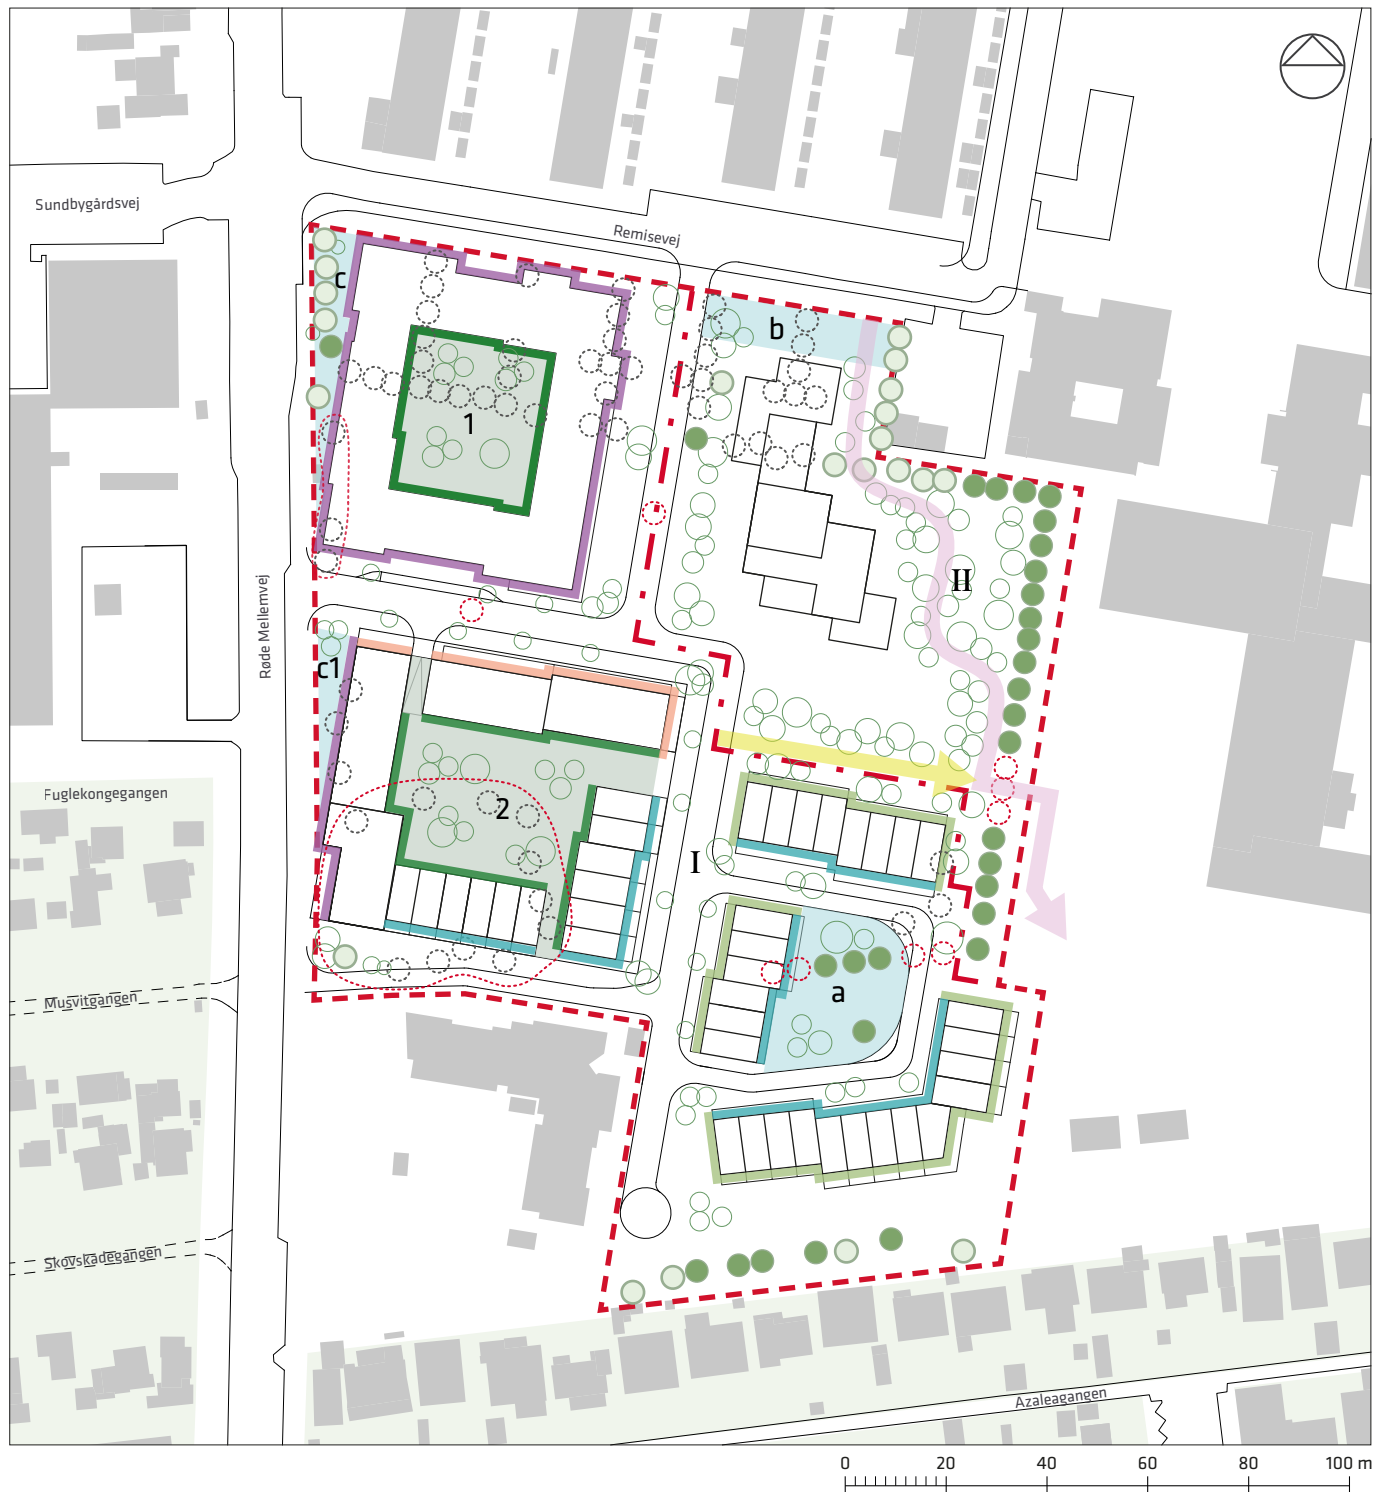 Sundbygårdsvej
Remisevej
c
b
1
II
Røde Mellemvej
c1
Fuglekongegangen
2
I
a
Musvitgangen
Skovskadegangen
Azaleagangen
0 20 40 60 80 100 m